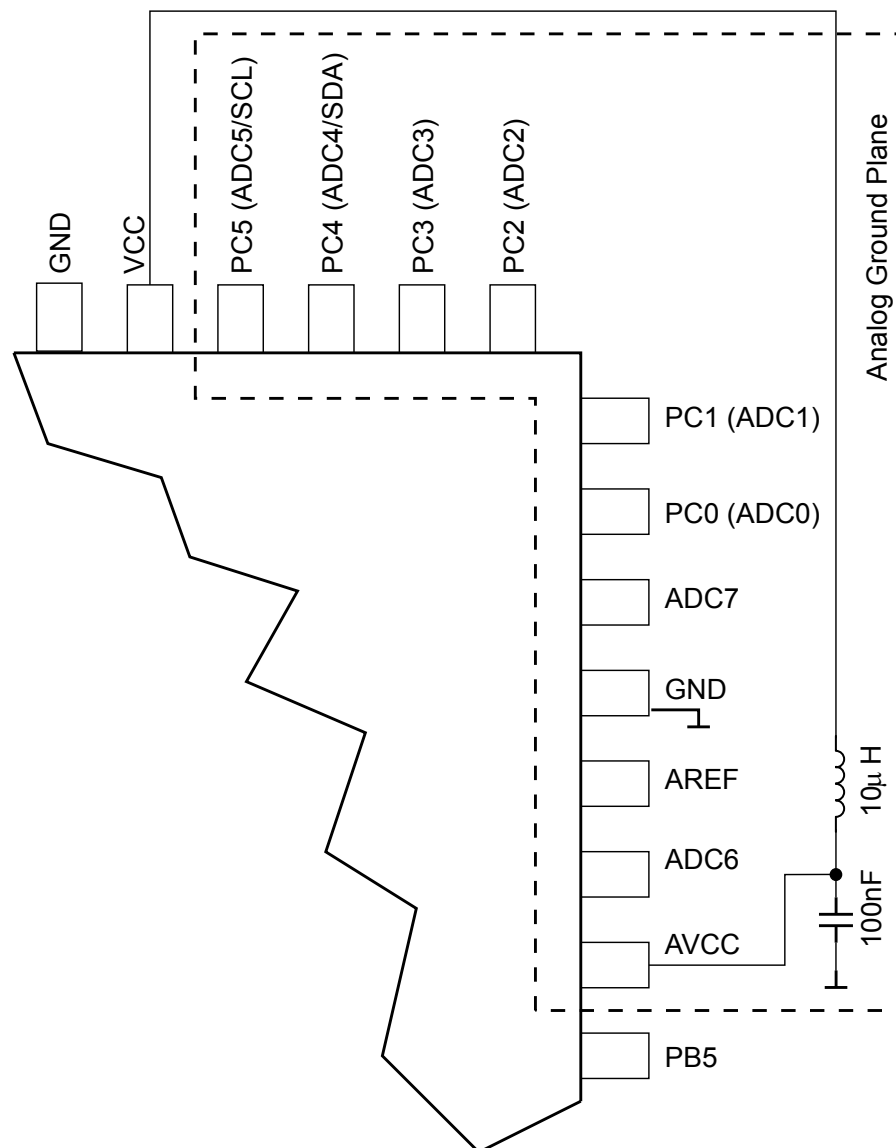 GND
VCC
PC5 (ADC5/SCL)
PC4 (ADC4/SDA)
PC3 (ADC3)
PC2 (ADC2)
Analog Ground Plane
PC1 (ADC1)
PC0 (ADC0)
ADC7
GND
AREF
10μ H
ADC6
100nF
AVCC
PB5